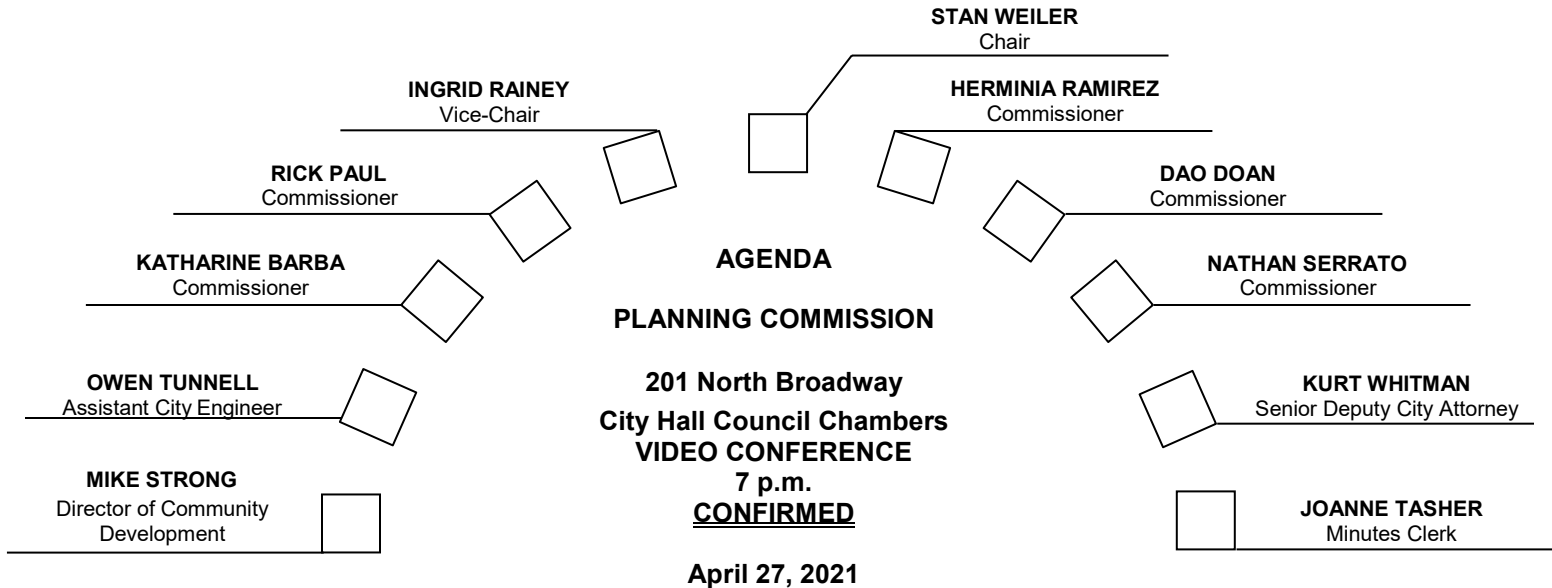 STAN WEILER
Chair
INGRID RAINEY
Vice-Chair
HERMINIA RAMIREZ
Commissioner
RICK PAUL
Commissioner
DAO DOAN
Commissioner
KATHARINE BARBA
Commissioner
NATHAN SERRATO
Commissioner
OWEN TUNNELL
Assistant City Engineer
KURT WHITMAN
Senior Deputy City Attorney
MIKE STRONG
Director of Community
Development
JOANNE TASHER
Minutes Clerk
AGENDA
PLANNING COMMISSION
201 North Broadway
City Hall Council Chambers
VIDEO CONFERENCE
7 p.m.
CONFIRMED
April 27, 2021